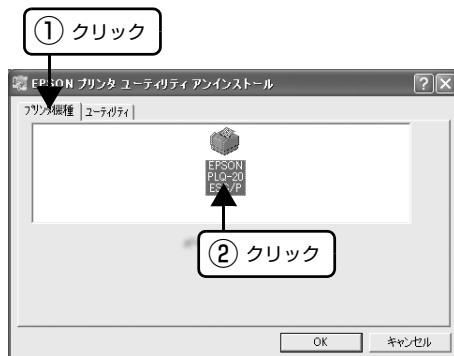 ① クリック
EPSON プリンタ ユーティリティ アンインストール
プリンタ機種
ユーティリティ
EPSON
PLQ-20
ESC/P
② クリック
OK
キャンセル